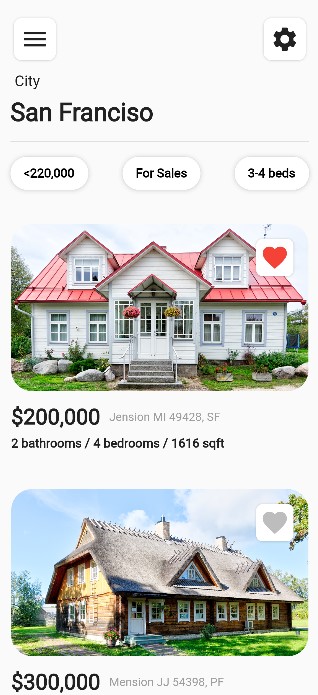 City
San Franciso
<220,000
For Sales
3-4 beds
$200,000 Jension MI 49428, SF
2 bathrooms / 4 bedrooms / 1616 sqft
$300,000 Mension JJ 54398, PF